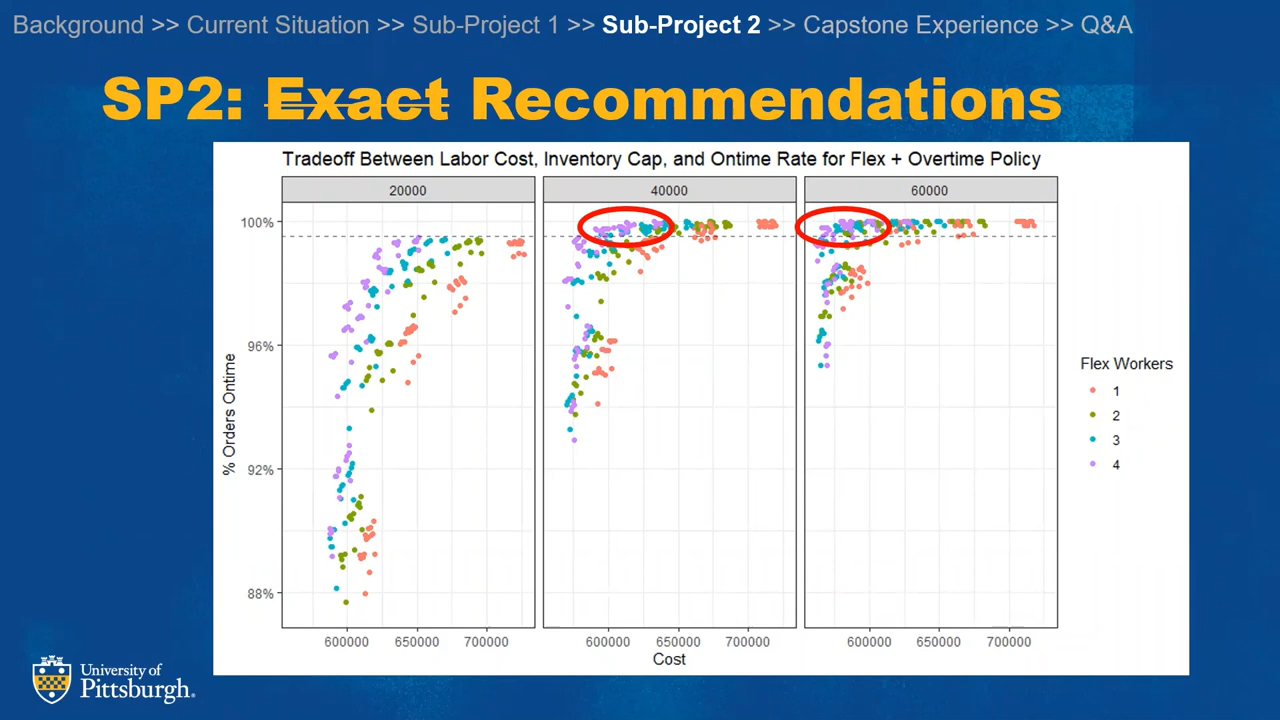 Background >> Current Situation >> Sub-Project 1 >> Sub-Project 2 >> Capstone Experience >> Q&A
SP2: Exact Recommendations
Tradeoff Between Labor Cost, Inventory Cap, and Ontime Rate for Flex + Overtime Policy
20000 40000 60000
100%
96%
92%
88%
% Orders Ontime
600000 650000 700000 600000 650000 700000 600000 650000 700000
Cost
Flex Workers
1
2
3
4
University of
Pittsburgh.